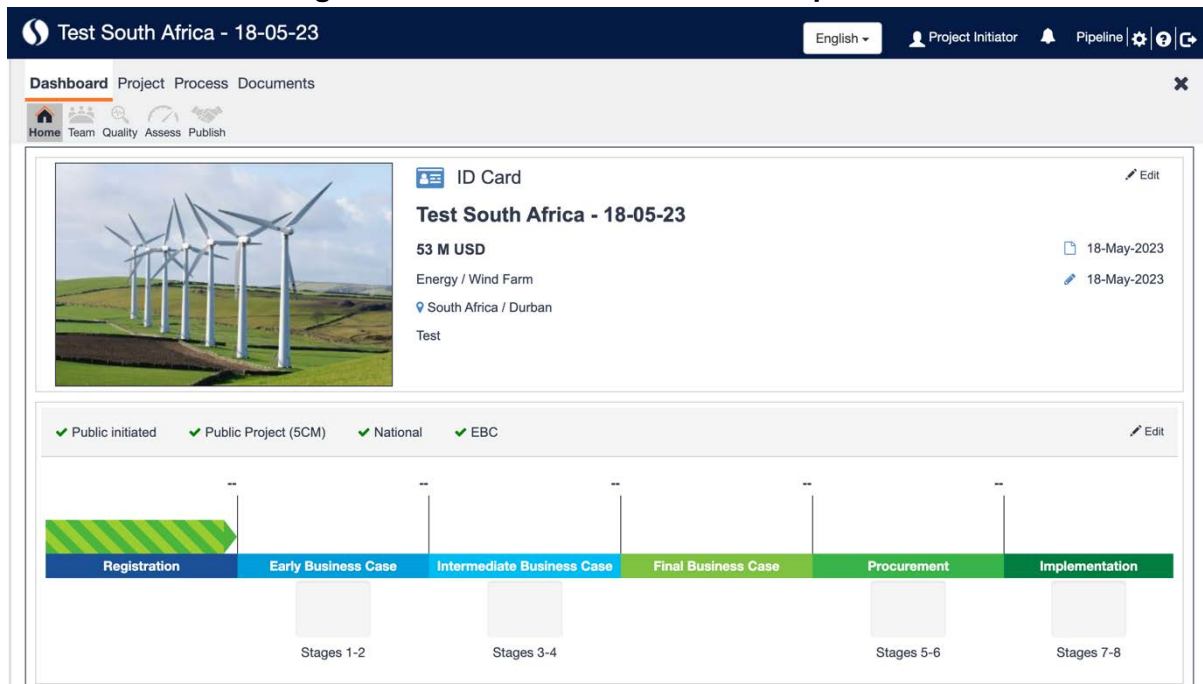 Test South Africa - 18-05-23
English
Project Initiator
Pipeline
Dashboard Project Process Documents
Home Team Quality Assess Publish
ID Card
Edit
Test South Africa - 18-05-23
53 M USD
18-May-2023
Energy / Wind Farm
18-May-2023
South Africa / Durban
Test
Public initiated Public Project (5CM) National EBC
Edit
-- -- -- -- --
Registration Early Business Case Intermediate Business Case Final Business Case Procurement Implementation
Stages 1-2 Stages 3-4 Stages 5-6 Stages 7-8